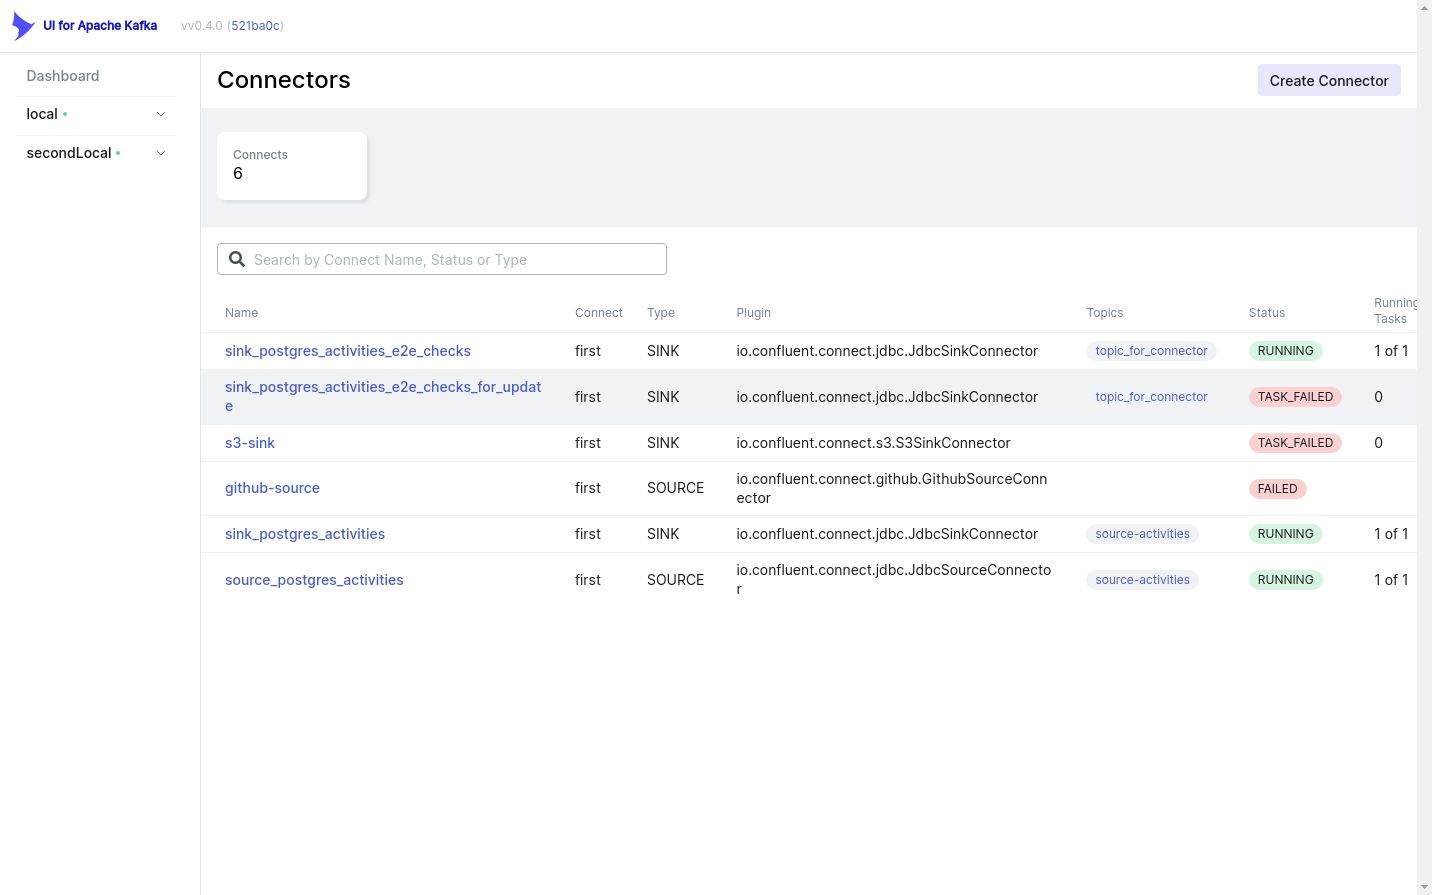 UI for Apache Kafka
vv0.4.0 (521ba0c)
Dashboard
local
secondLocal
Connectors
Create Connector
Connects
6
Search by Connect Name, Status or Type
Name Connect Type Plugin Topics Status Running Tasks
sink_postgres_activities_e2e_checks first SINK io.confluent.connect.jdbc.JdbcSinkConnector topic_for_connector RUNNING 1 of 1
sink_postgres_activities_e2e_checks_for_updat
e
first SINK io.confluent.connect.jdbc.JdbcSinkConnector topic_for_connector TASK_FAILED 0
s3-sink first SINK io.confluent.connect.s3.S3SinkConnector TASK_FAILED 0
github-source first SOURCE io.confluent.connect.github.GithubSourceConn
ector
FAILED
sink_postgres_activities first SINK io.confluent.connect.jdbc.JdbcSinkConnector source-activities RUNNING 1 of 1
source_postgres_activities first SOURCE io.confluent.connect.jdbc.JdbcSourceConnecto
r
source-activities RUNNING 1 of 1